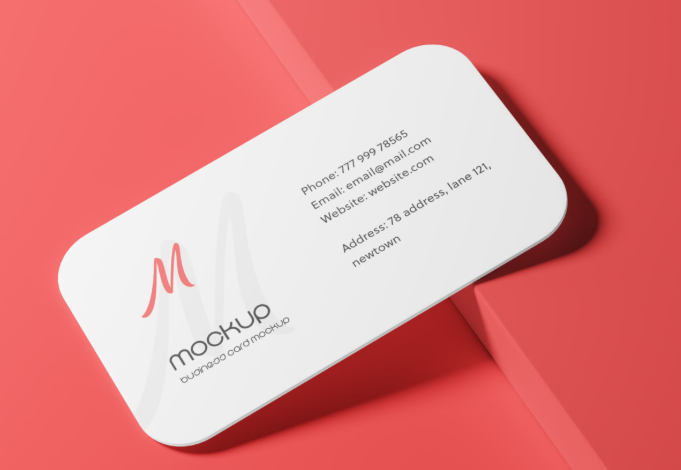 M
mockup
business card mockup
Phone: 777 999 78565
Email: email@mail.com
Website: website.com
Address: 78 address, lane 121,
newtown